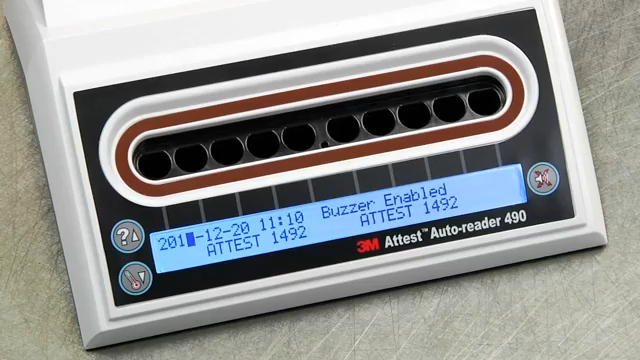 201█-12-20 11:10 Buzzer Enabled
ATTEST 1492 ATTEST 1492
3M Attest™ Auto-reader 490
?